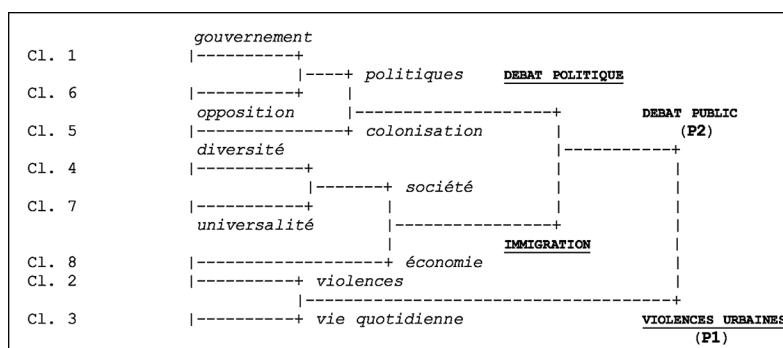 gouvernement
Cl. 1 |----------+
|----+ politiques DEBAT POLITIQUE
Cl. 6 |----------+ |
opposition |-------------------+ DEBAT PUBLIC
Cl. 5 |---------------+ colonisation | (P2)
diversité |-----------+
Cl. 4 |-----------+ | |
|-------+ société | |
Cl. 7 |-----------+ | | |
universalité |----------------+ |
| IMMIGRATION |
Cl. 8 |-------------------+ économie |
Cl. 2 |----------+ violences |
|------------------------------------+
Cl. 3 |----------+ vie quotidienne VIOLENCES URBAINES
(P1)